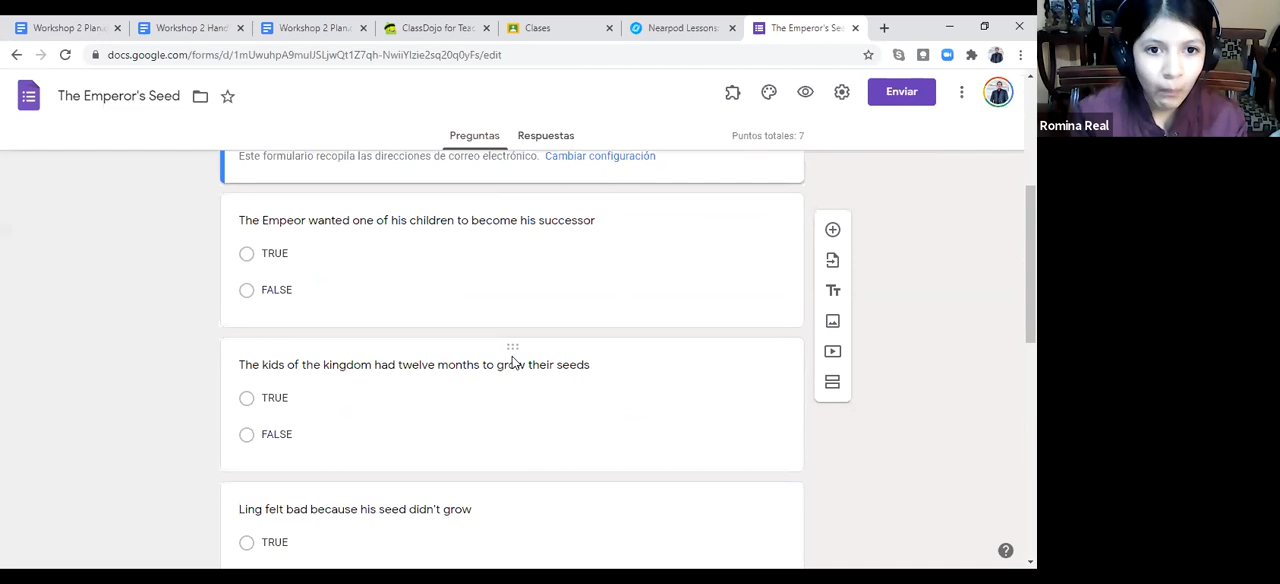 Workshop 2 Plan
Workshop 2 Hand
Workshop 2 Plan.
ClassDojo for Tea
Clases
Nearpod Lessons:
The Emperor's See
docs.google.com/forms/d/
/edit
The Emperor's Seed
Enviar
Preguntas
Respuestas
Puntos totales: 7
Este formulario recopila las direcciones de correo electrónico. Cambiar configuración
The Empeor wanted one of his children to become his successor
TRUE
FALSE
The kids of the kingdom had twelve months to grow their seeds
TRUE
FALSE
Ling felt bad because his seed didn't grow
TRUE
Romina Real